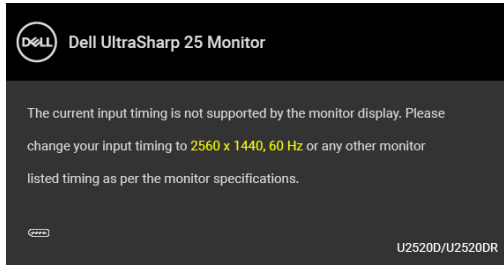 DELL
Dell UltraSharp 25 Monitor
The current input timing is not supported by the monitor display. Please
change your input timing to 2560 x 1440, 60 Hz or any other monitor
listed timing as per the monitor specifications.
U2520D/U2520DR